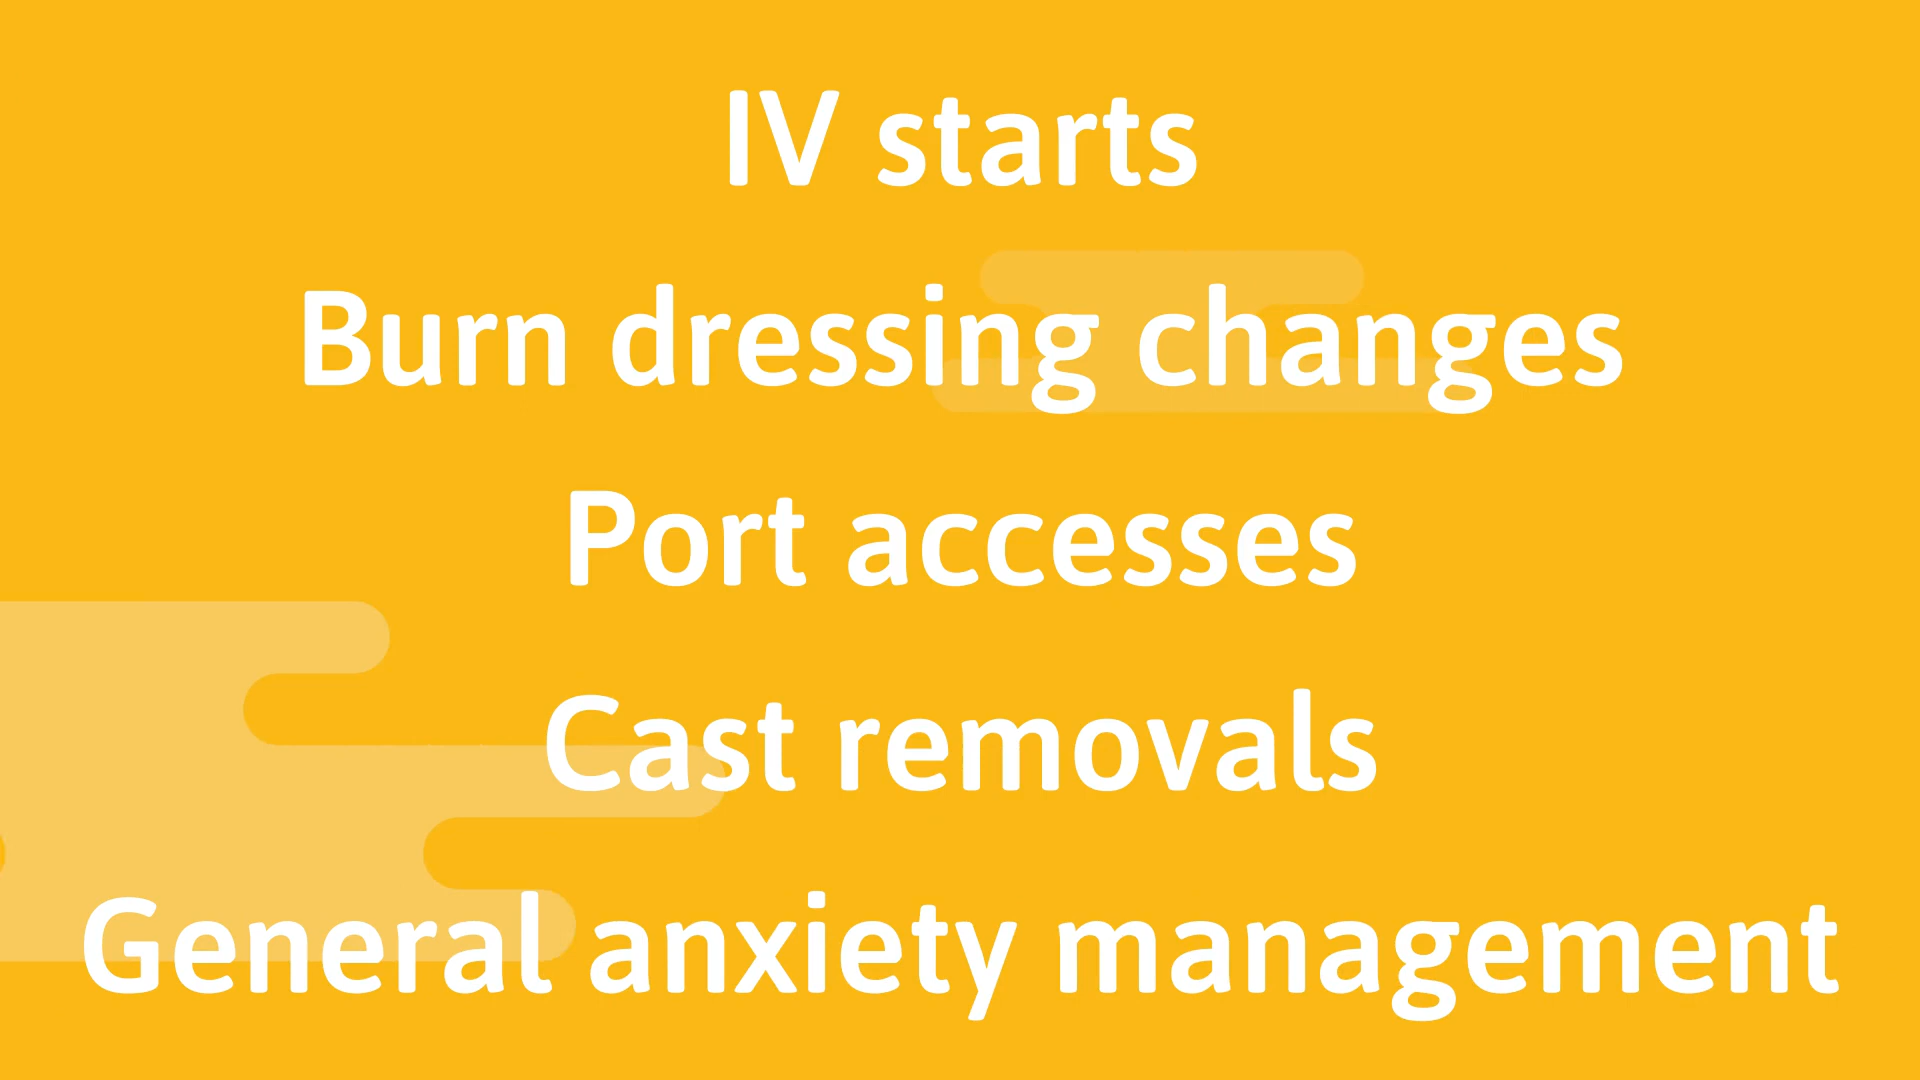 IV starts
Burn dressing changes
Port accesses
Cast removals
General anxiety management